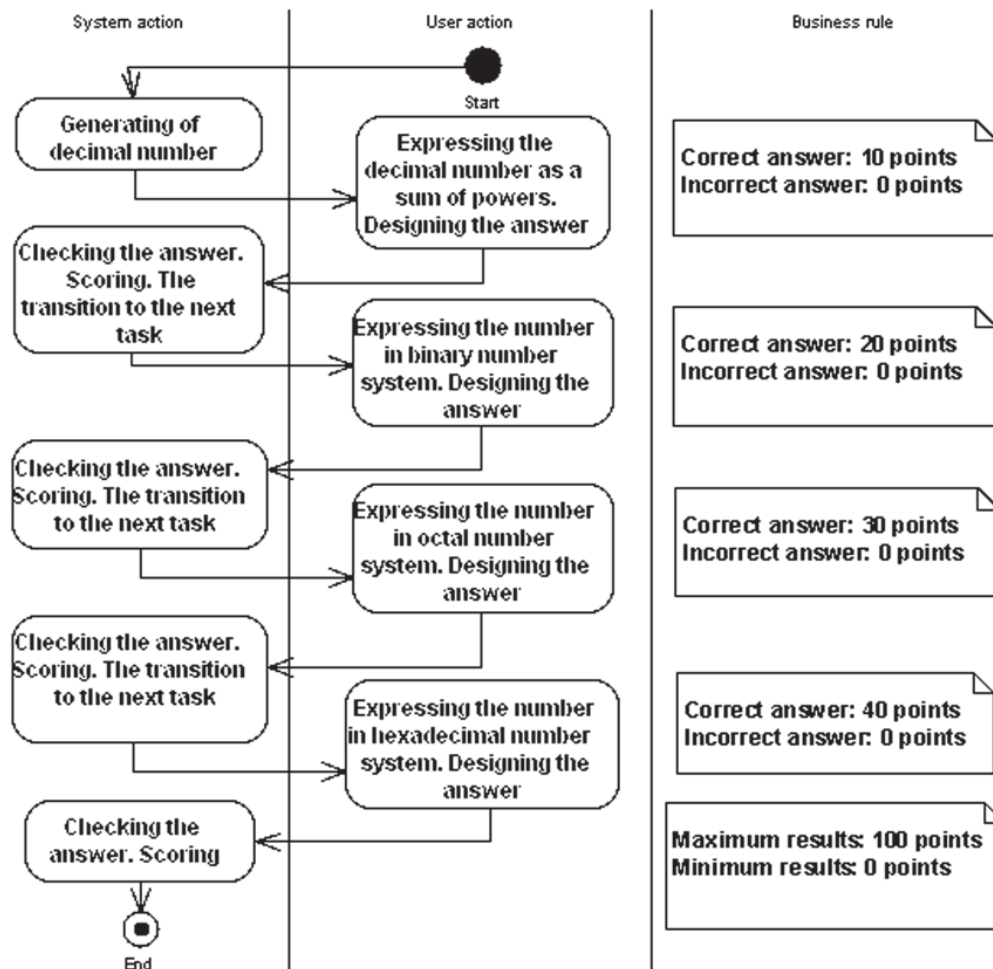 System action
User action
Business rule
Start
Generating of
decimal number
Expressing the
decimal number as a
sum of powers.
Designing the answer
Correct answer: 10 points
Incorrect answer: 0 points
Checking the answer.
Scoring. The
transition to the next
task
Expressing the number
in binary number
system. Designing the
answer
Correct answer: 20 points
Incorrect answer: 0 points
Checking the answer.
Scoring. The transition
to the next task
Expressing the number
in octal number
system. Designing the
answer
Correct answer: 30 points
Incorrect answer: 0 points
Checking the answer.
Scoring. The transition
to the next task
Expressing the number
in hexadecimal number
system. Designing the
answer
Correct answer: 40 points
Incorrect answer: 0 points
Checking the
answer. Scoring
Maximum results: 100 points
Minimum results: 0 points
End